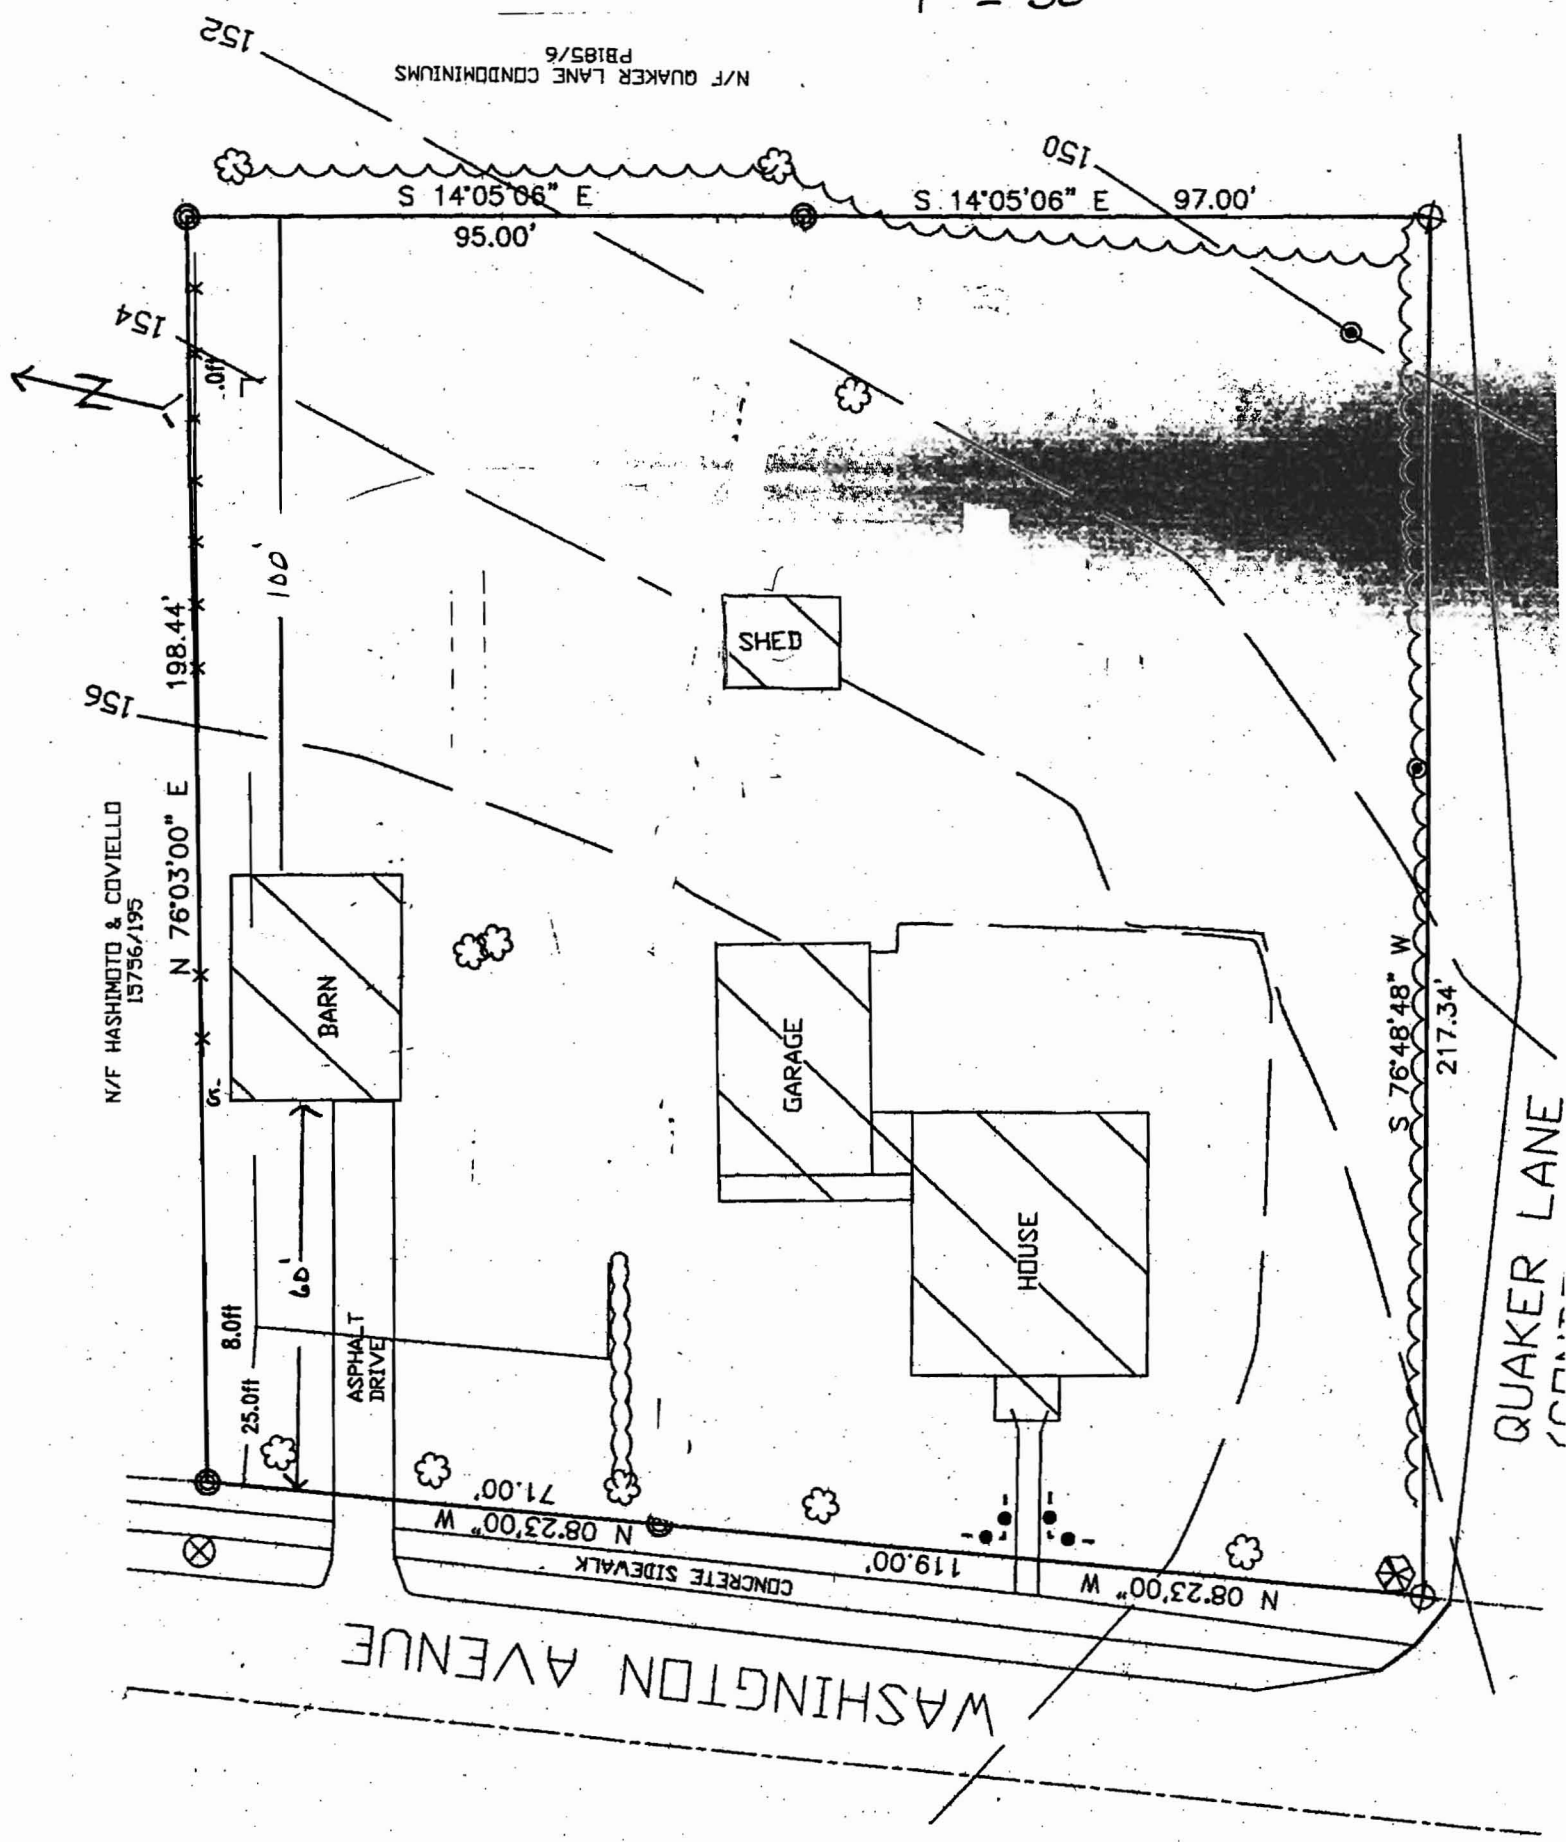 152
N/F QUAKER LANE CONDOMINIUMS
PB185/6
150
S 14°05'06" E
95.00'
S 14°05'06" E 97.00'
154
N
.0ft
100'
156
N/F HASHIMOTO & COVIELLO
15756/195
N 76°03'00" E 198.44'
SHED
BARN
GARAGE
HOUSE
S 76°48'48" W
217.34'
60'
8.0ft
25.0ft
ASPHALT
DRIVE
N 08°23'00" W 71.00'
N 08°23'00" W 119.00'
CONCRETE SIDEWALK
WASHINGTON AVENUE
QUAKER LANE